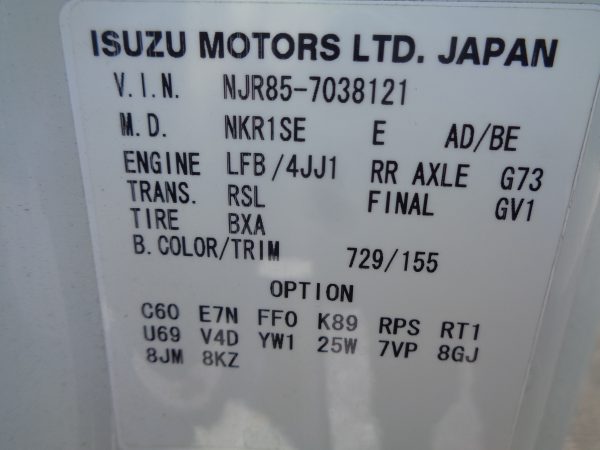 ISUZU MOTORS LTD. JAPAN
V.I.N. NJR85-7038121
M.D. NKR1SE E AD/BE
ENGINE LFB/4JJ1 RR AXLE G73
TRANS. RSL FINAL GV1
TIRE BXA
B.COLOR/TRIM 729/155
OPTION
C60 E7N FF0 K89 RPS RT1
U69 V4D YW1 25W 7VP 8GJ
8JM 8KZ